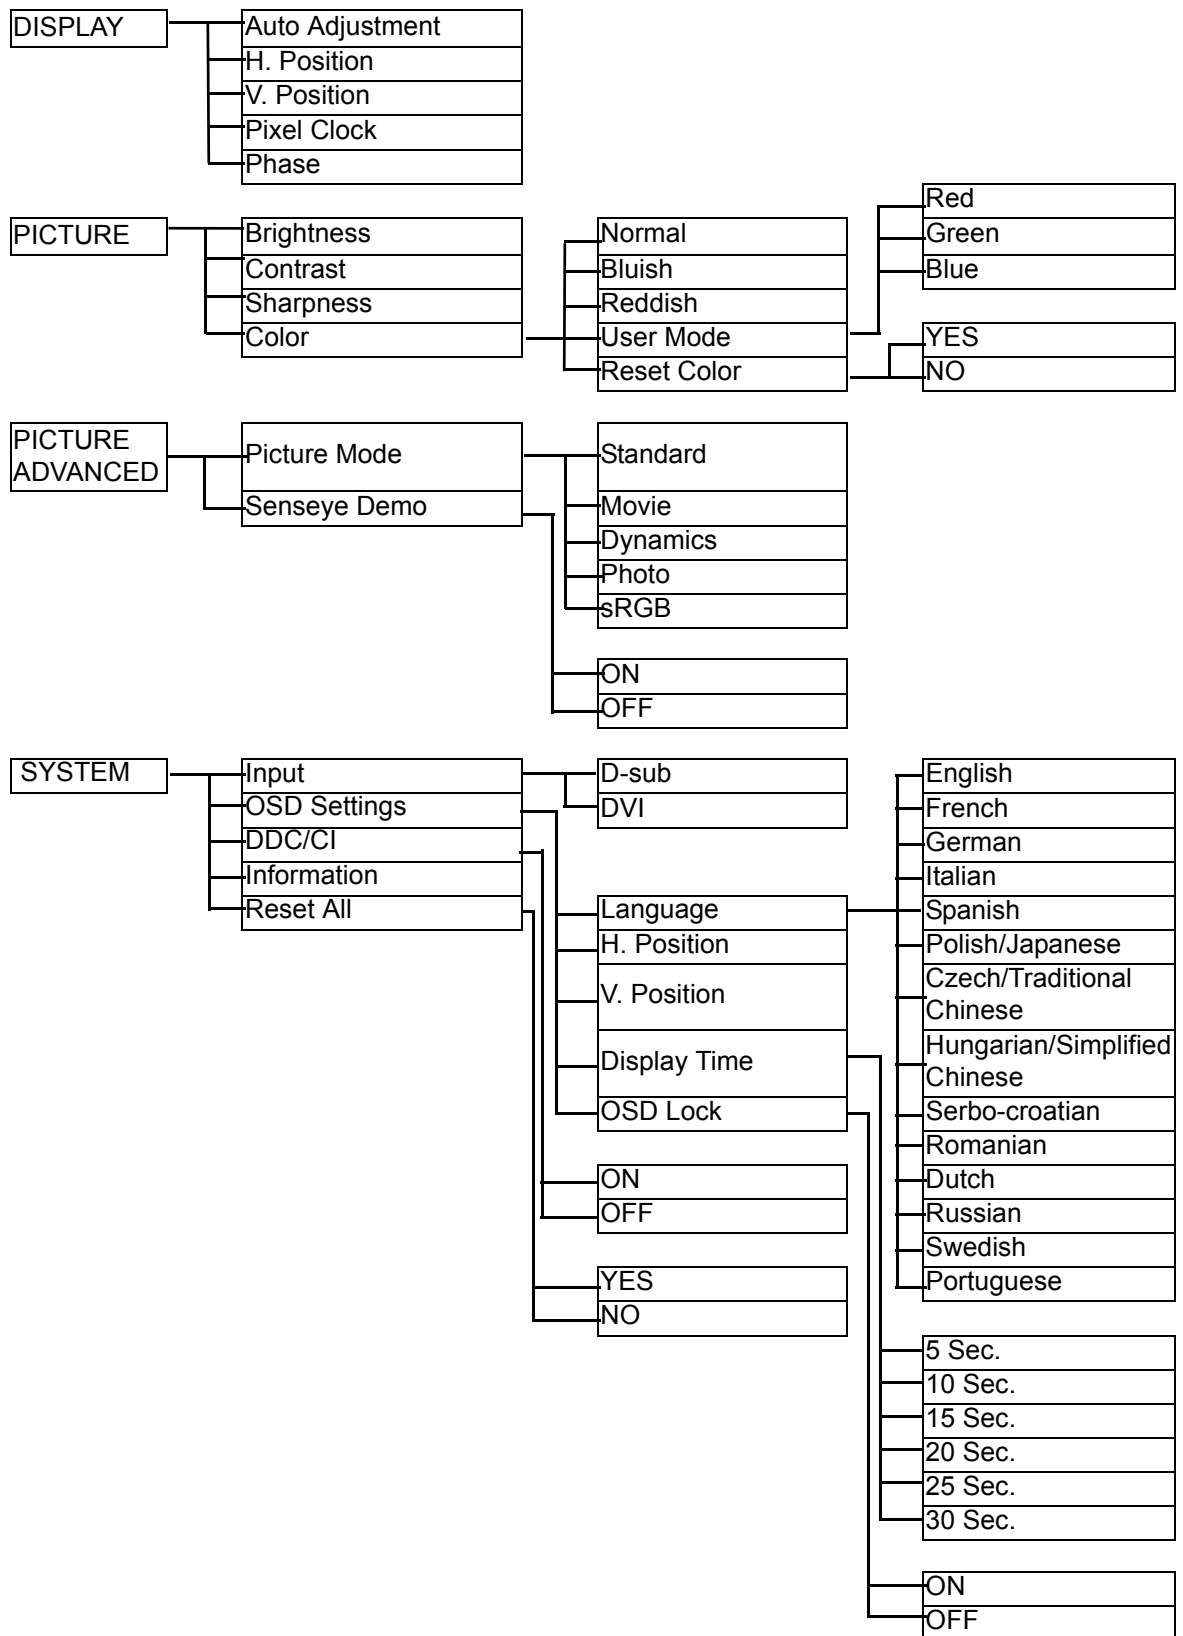 DISPLAY
Auto Adjustment
H. Position
V. Position
Pixel Clock
Phase
PICTURE
Brightness
Contrast
Sharpness
Color
Normal
Bluish
Reddish
User Mode
Reset Color
Red
Green
Blue
YES
NO
PICTURE
ADVANCED
Picture Mode
Senseye Demo
Standard
Movie
Dynamics
Photo
sRGB
ON
OFF
SYSTEM
Input
OSD Settings
DDC/CI
Information
Reset All
D-sub
DVI
Language
H. Position
V. Position
Display Time
OSD Lock
ON
OFF
YES
NO
English
French
German
Italian
Spanish
Polish/Japanese
Czech/Traditional
Chinese
Hungarian/Simplified
Chinese
Serbo-croatian
Romanian
Dutch
Russian
Swedish
Portuguese
5 Sec.
10 Sec.
15 Sec.
20 Sec.
25 Sec.
30 Sec.
ON
OFF